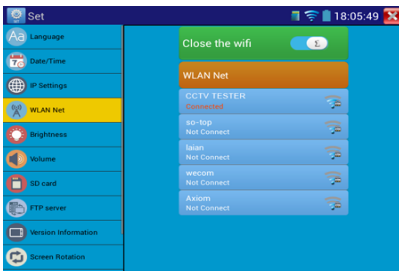 Set
18:05:49
Language
Date/Time
IP Settings
WLAN Net
Brightness
Volume
SD card
FTP server
Version Information
Screen Rotation
Close the wifi
WLAN Net
CCTV TESTER
Connected
so-top
Not Connect
laian
Not Connect
wecom
Not Connect
Axiom
Not Connect